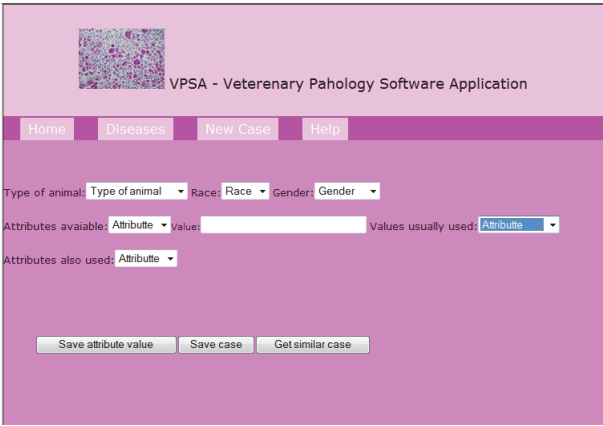 VPSA - Veterenary Pahology Software Application
Home Diseases New Case Help
Type of animal: Type of animal Race: Race Gender: Gender
Attributes avaiable: Attributte Value: Values usually used: Attributte
Attributes also used: Attributte
Save attribute value Save case Get similar case